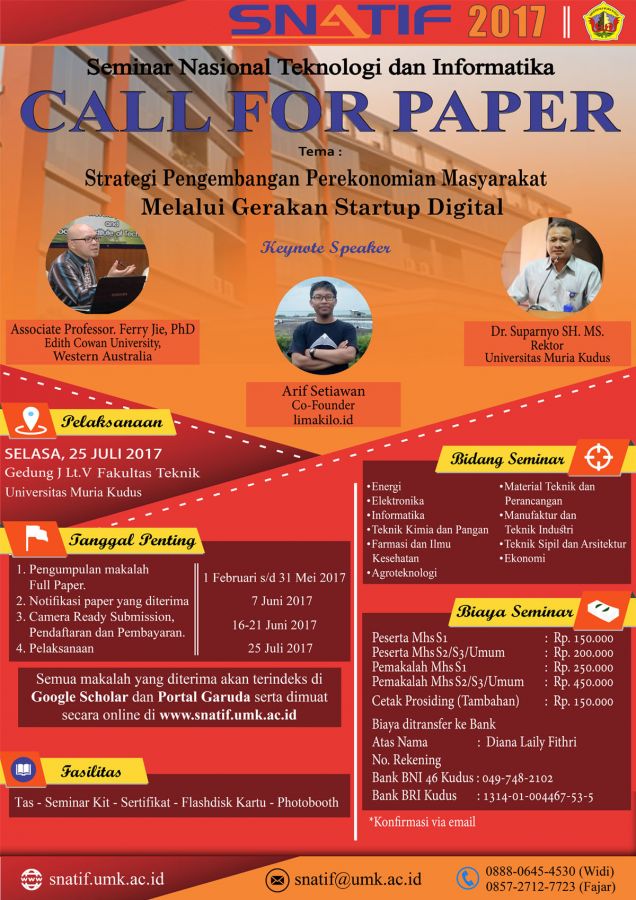 SNATIF 2017
Seminar Nasional Teknologi dan Informatika
CALL FOR PAPER
Tema :
Strategi Pengembangan Perekonomian Masyarakat
Melalui Gerakan Startup Digital
Keynote Speaker
Associate Professor. Ferry Jie, PhD
Edith Cowan University,
Western Australia
Arif Setiawan
Co-Founder
limakilo.id
Dr. Suparnyo SH. MS.
Rektor
Universitas Muria Kudus
Pelaksanaan
SELASA, 25 JULI 2017
Gedung J Lt.V Fakultas Teknik
Universitas Muria Kudus
Tanggal Penting
1. Pengumpulan makalah
Full Paper.
1 Februari s/d 31 Mei 2017
2. Notifikasi paper yang diterima
7 Juni 2017
3. Camera Ready Submission,
Pendaftaran dan Pembayaran.
16-21 Juni 2017
4. Pelaksanaan
25 Juli 2017
Semua makalah yang diterima akan terindeks di
Google Scholar dan Portal Garuda serta dimuat
secara online di www.snatif.umk.ac.id
Fasilitas
Tas - Seminar Kit - Sertifikat - Flashdisk Kartu - Photobooth
Bidang Seminar
•Energi
•Elektronika
•Informatika
•Teknik Kimia dan Pangan
•Farmasi dan Ilmu
Kesehatan
•Agroteknologi
•Material Teknik dan
Perancangan
•Manufaktur dan
Teknik Industri
•Teknik Sipil dan Arsitektur
•Ekonomi
Biaya Seminar
Peserta Mhs S1 : Rp. 150.000
Peserta Mhs S2/S3/Umum : Rp. 200.000
Pemakalah Mhs S1 : Rp. 250.000
Pemakalah Mhs S2/S3/Umum : Rp. 450.000
Cetak Prosiding (Tambahan) : Rp. 150.000
Biaya ditransfer ke Bank
Atas Nama : Diana Laily Fithri
No. Rekening
Bank BNI 46 Kudus : 049-748-2102
Bank BRI Kudus : 1314-01-004467-53-5
*Konfirmasi via email
snatif.umk.ac.id
snatif@umk.ac.id
0888-0645-4530 (Widi)
0857-2712-7723 (Fajar)